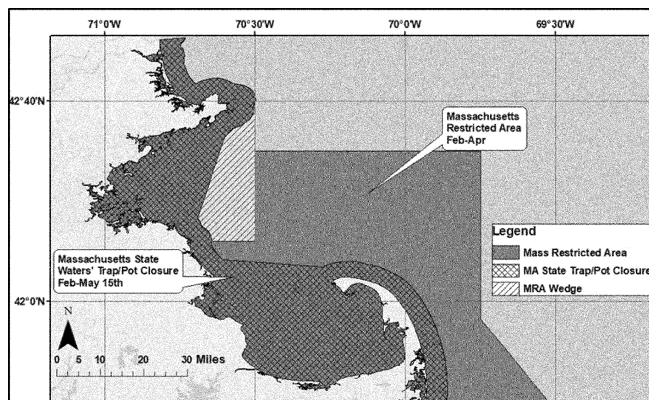 71°0'W 70°30'W 70°0'W 69°30'W
42°40'N
Massachusetts
Restricted Area
Feb-Apr
Legend
Mass Restricted Area
MA State Trap/Pot Closure
MRA Wedge
Massachusetts State
Waters' Trap/Pot Closure
Feb-May 15th
42°0'N
N
0 5 10 20 30 Miles